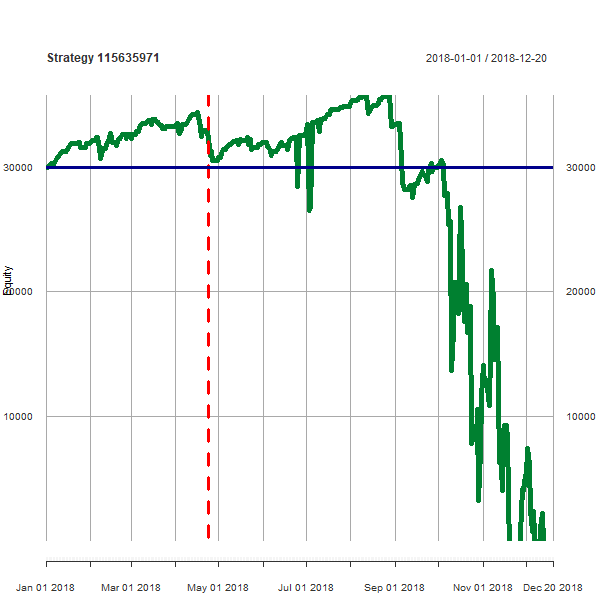 Strategy 115635971
2018-01-01 / 2018-12-20
30000
30000
Equity
20000
20000
10000
10000
Jan 01 2018
Mar 01 2018
May 01 2018
Jul 01 2018
Sep 01 2018
Nov 01 2018
Dec 20 2018